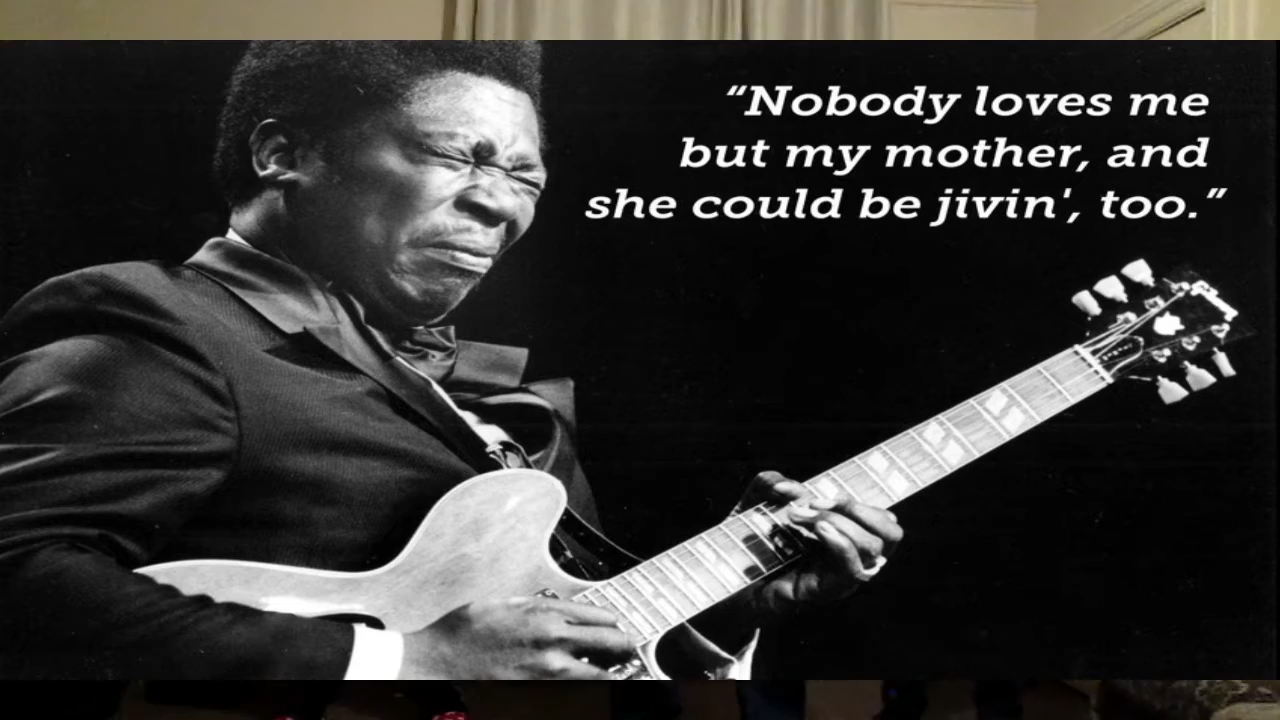 “Nobody loves me
but my mother, and
she could be jivin', too.”